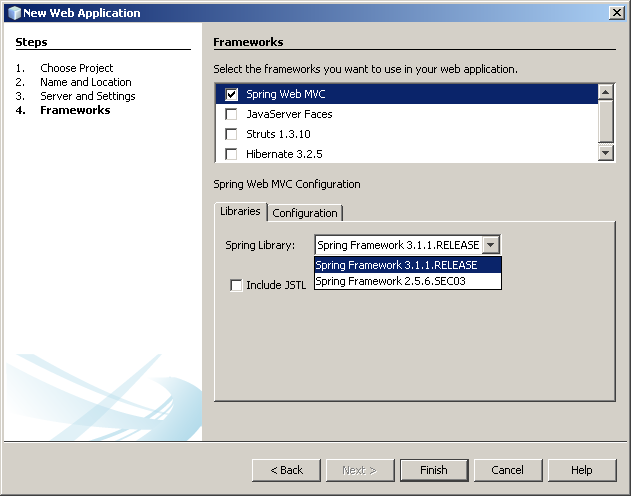 New Web Application
Steps
1. Choose Project
2. Name and Location
3. Server and Settings
4. Frameworks
Frameworks
Select the frameworks you want to use in your web application.
Spring Web MVC
JavaServer Faces
Struts 1.3.10
Hibernate 3.2.5
Spring Web MVC Configuration
Libraries
Configuration
Spring Library:
Spring Framework 3.1.1.RELEASE
Spring Framework 3.1.1.RELEASE
Spring Framework 2.5.6.SEC03
Include JSTL
< Back
Next >
Finish
Cancel
Help